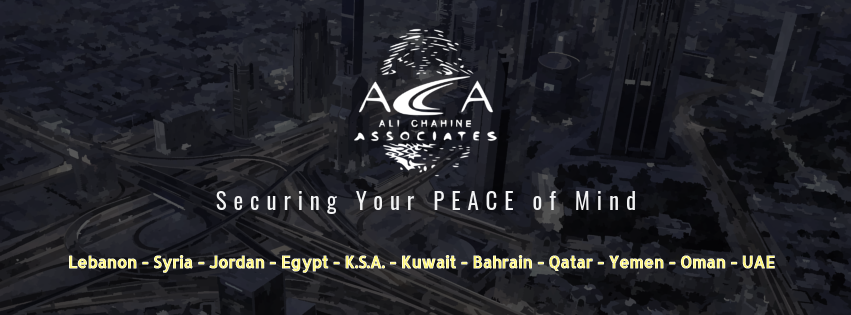 ACA
ALI CHAHINE
ASSOCIATES
Securing Your PEACE of Mind
Lebanon - Syria - Jordan - Egypt - K.S.A. - Kuwait - Bahrain - Qatar - Yemen - Oman - UAE